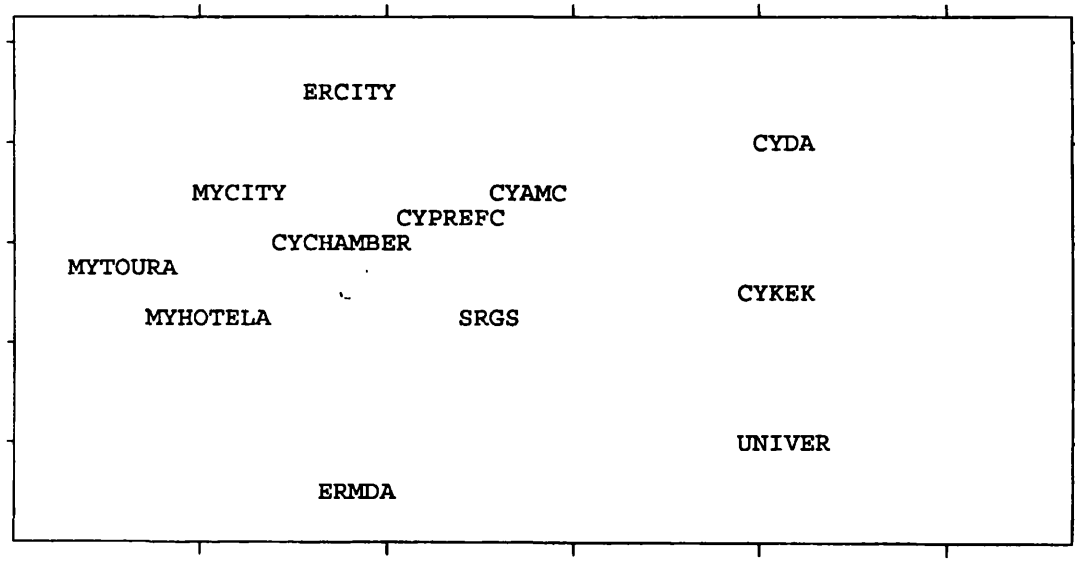 ERCITY
CYDA
MYCITY CYAMC
CYPREFC
CYCHAMBER
MYTOURA
CYKEK
MYHOTELA SRGS
UNIVER
ERMDA